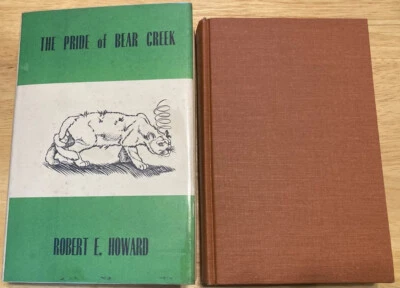 THE PRIDE of BEAR CREEK
ROBERT E. HOWARD